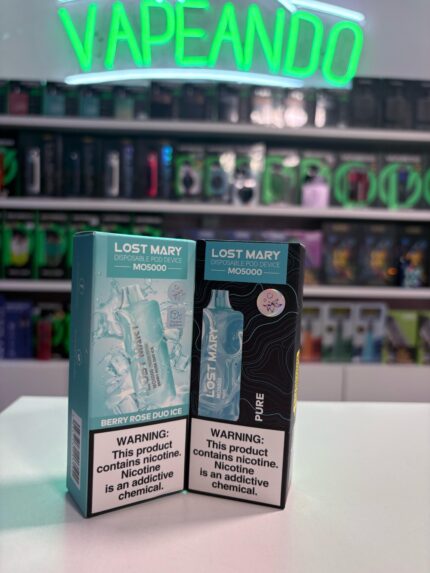 VAPEANDO
LOST MARY
DISPOSABLE POD DEVICE
MO5000
BERRY ROSE DUO ICE
WARNING:
This product
contains nicotine.
Nicotine
is an addictive
chemical.
LOST MARY
DISPOSABLE POD DEVICE
MO5000
LOST MARY
PURE
WARNING:
This product
contains nicotine.
Nicotine
is an addictive
chemical.